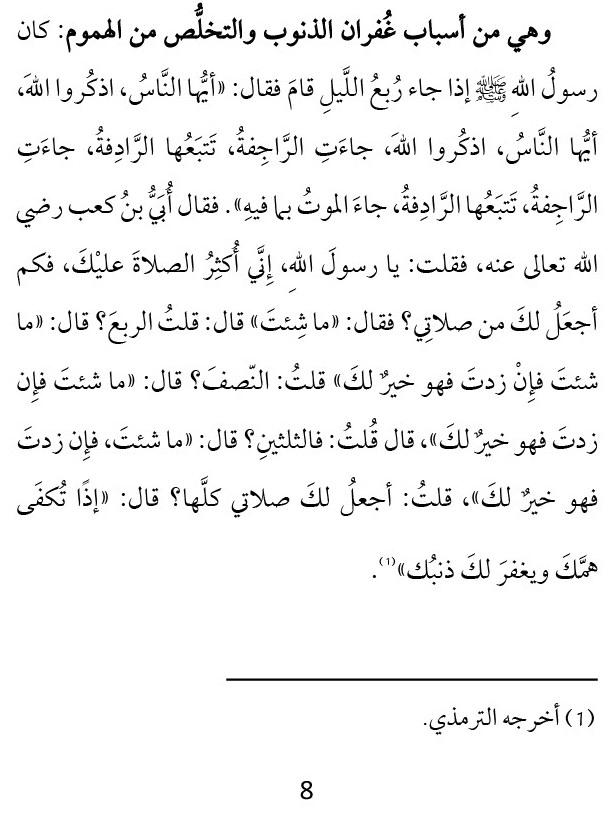 وهي من أسباب غُفران الذنوب والتخلُّص من الهموم: كان
رسولُ اللهِ ﷺ إذا جاء رُبعُ اللَّيلِ قامَ فقال: «أيُّها النَّاسُ، اذكُروا اللهَ،
أيُّها النَّاسُ، اذكُروا اللهَ، جاءَتِ الرَّاجِفةُ، تَتبَعُها الرَّادِفةُ، جاءَتِ
الرَّاجِفةُ، تَتبَعُها الرَّادِفةُ، جاءَ الموتُ بما فيهِ». فقال أُبَيُّ بنُ كعب رضي
الله تعالى عنه، فقلت: يا رسولَ اللهِ، إنَّي أُكثِرُ الصلاةَ عليْكَ، فكم
أجعَلُ لكَ من صلاتِي؟ فقال: «ما شِئتَ» قال: قلتُ الربعَ؟ قال: «ما
شئتَ فإنْ زدتَ فهو خيرٌ لكَ» قلتُ: النّصفَ؟ قال: «ما شئتَ فإن
زدتَ فهو خيرٌ لكَ»، قال قُلتُ: فالثلثينِ؟ قال: «ما شئتَ، فإن زدتَ
فهو خيرٌ لكَ»، قلتُ: أجعلُ لكَ صلاتي كلَّها؟ قال: «إذًا تُكفَى
همَّكَ ويغفرَ لكَ ذنبُك»(1).
(1) أخرجه الترمذي.
8